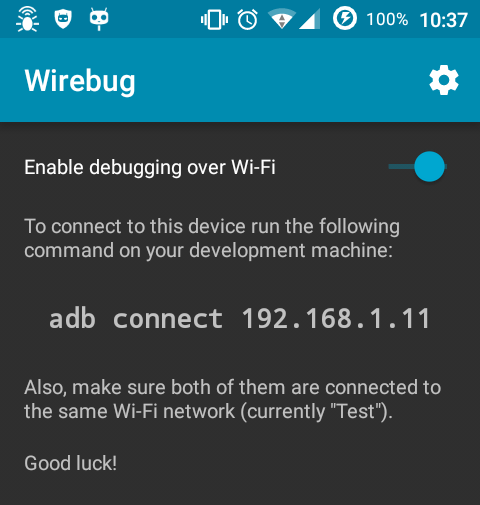 100% 10:37
Wirebug
Enable debugging over Wi-Fi
To connect to this device run the following
command on your development machine:
adb connect 192.168.1.11
Also, make sure both of them are connected to
the same Wi-Fi network (currently "Test").
Good luck!